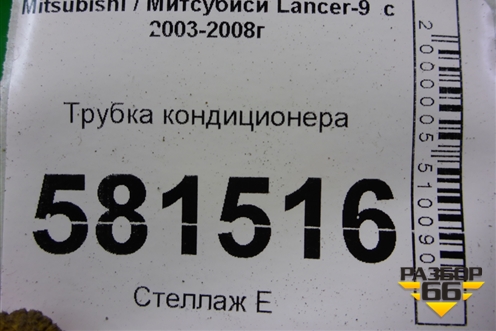 Mitsubishi / Митсубиси Lancer-9 с
2003-2008г
Трубка кондиционера
581516
Стеллаж Е
2000005510090
РАЗБОР
66